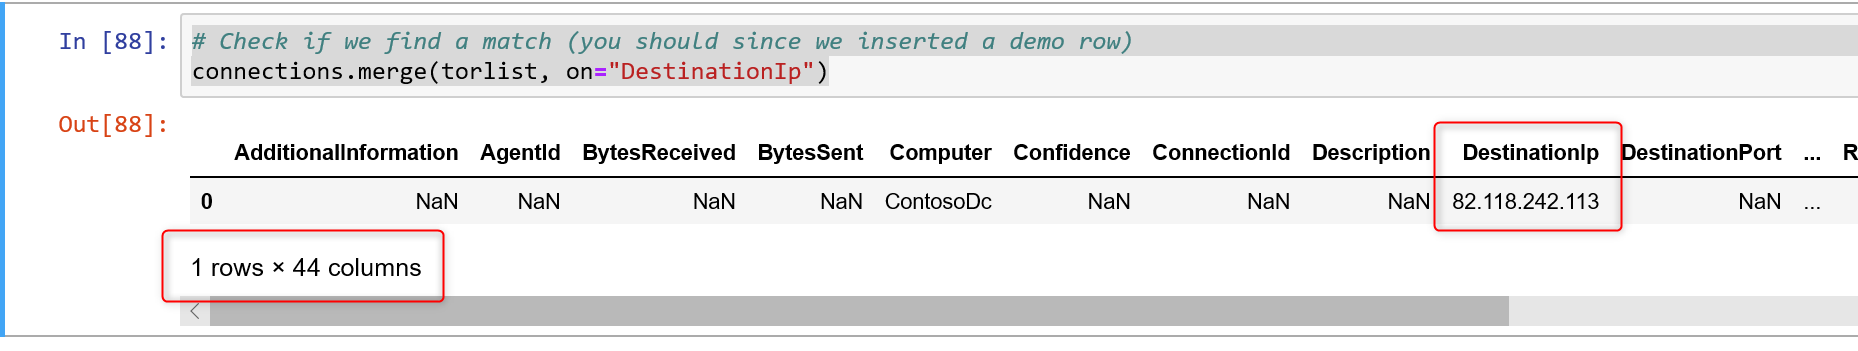 In [88]: # Check if we find a match (you should since we inserted a demo row)
connections.merge(torlist, on="DestinationIp")
Out[88]:
AdditionalInformation AgentId BytesReceived BytesSent Computer Confidence ConnectionId Description DestinationIp DestinationPort ... R
0 NaN NaN NaN NaN ContosoDc NaN NaN NaN 82.118.242.113 NaN ...
1 rows × 44 columns